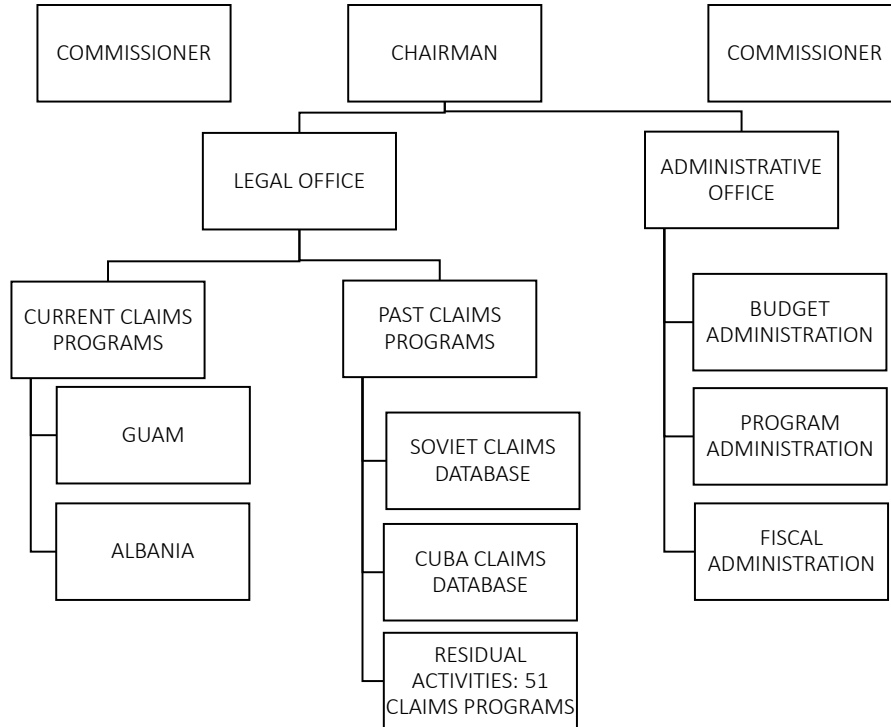 COMMISSIONER
CHAIRMAN
COMMISSIONER
LEGAL OFFICE
ADMINISTRATIVE
OFFICE
CURRENT CLAIMS
PROGRAMS
PAST CLAIMS
PROGRAMS
BUDGET
ADMINISTRATION
GUAM
PROGRAM
ADMINISTRATION
SOVIET CLAIMS
DATABASE
ALBANIA
FISCAL
ADMINISTRATION
CUBA CLAIMS
DATABASE
RESIDUAL
ACTIVITIES: 51
CLAIMS PROGRAMS